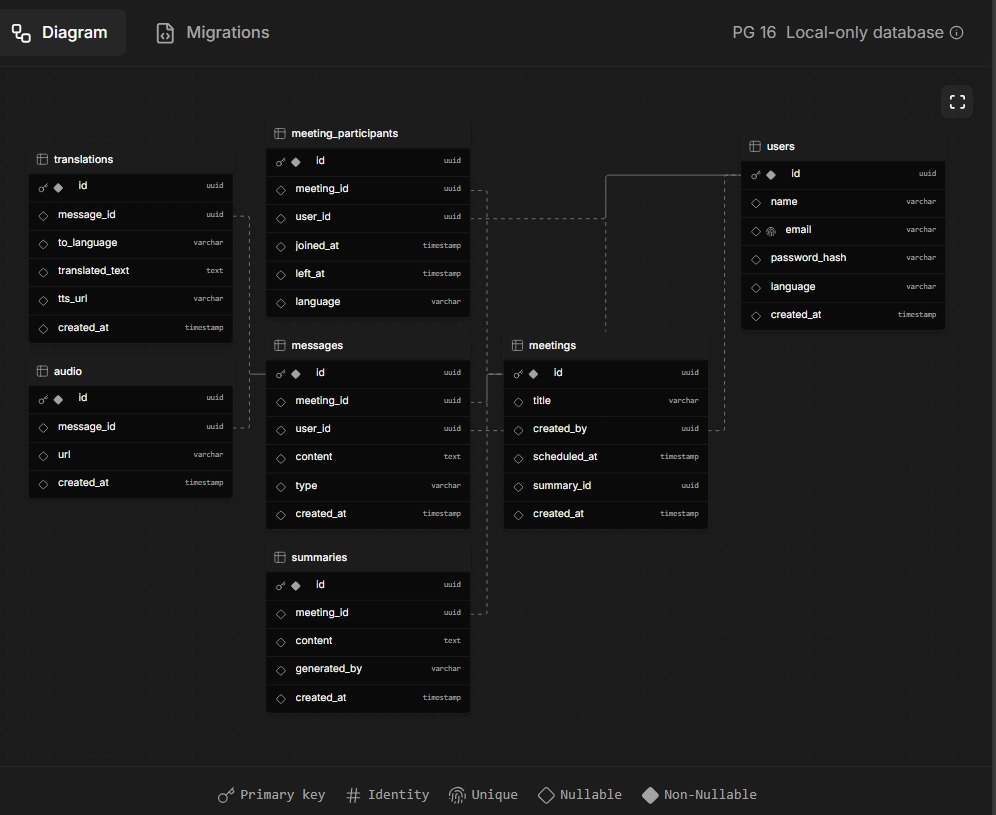 Diagram
Migrations
PG 16 Local-only database
translations
id uuid
message_id uuid
to_language varchar
translated_text text
tts_url varchar
created_at timestamp
audio
id uuid
message_id uuid
url varchar
created_at timestamp
meeting_participants
id uuid
meeting_id uuid
user_id uuid
joined_at timestamp
left_at timestamp
language varchar
messages
id uuid
meeting_id uuid
user_id uuid
content text
type varchar
created_at timestamp
summaries
id uuid
meeting_id uuid
content text
generated_by varchar
created_at timestamp
meetings
id uuid
title varchar
created_by uuid
scheduled_at timestamp
summary_id uuid
created_at timestamp
users
id uuid
name varchar
email varchar
password_hash varchar
language varchar
created_at timestamp
Primary key
Identity
Unique
Nullable
Non-Nullable